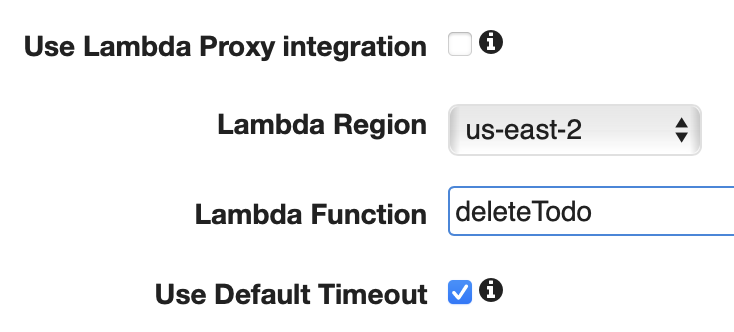 Use Lambda Proxy integration
Lambda Region us-east-2
Lambda Function deleteTodo
Use Default Timeout